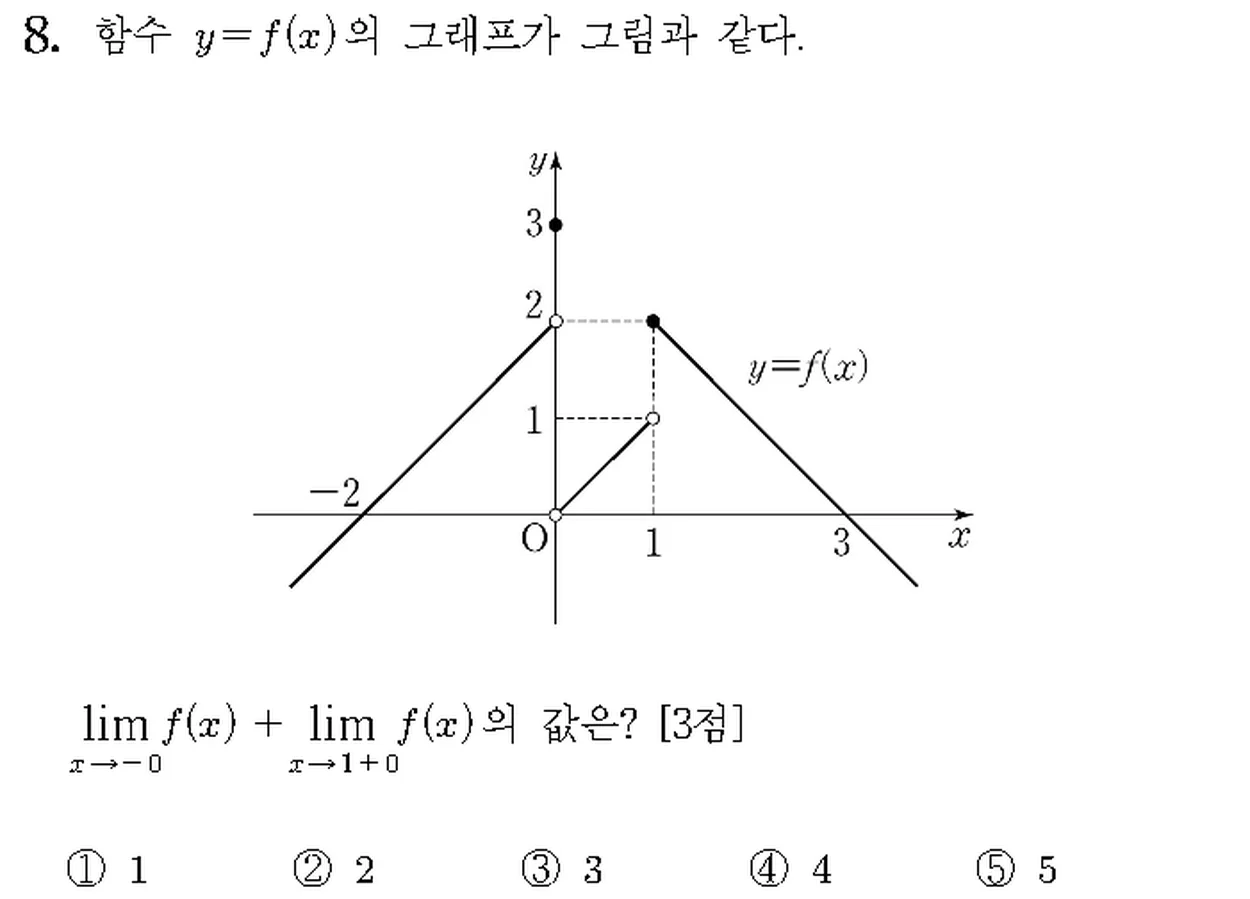 8. 함수 y=f(x)의 그래프가 그림과 같다.
y
3
2
y=f(x)
1
-2
O
1
3
x
lim f(x) + lim f(x)의 값은? [3점]
x→-0 x→1+0
① 1 ② 2 ③ 3 ④ 4 ⑤ 5